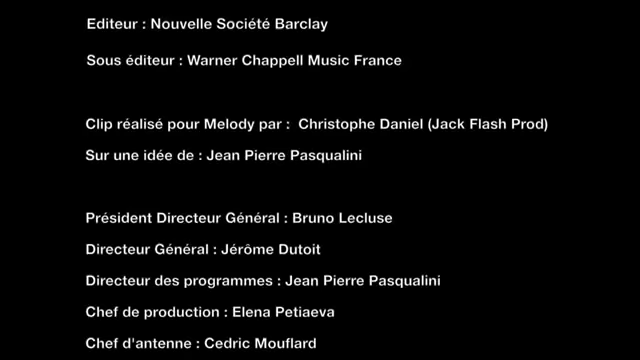 Editeur : Nouvelle Société Barclay
Sous éditeur : Warner Chappell Music France
Clip réalisé pour Melody par :  Christophe Daniel (Jack Flash Prod)
Sur une idée de : Jean Pierre Pasqualini
Président Directeur Général : Bruno Lecluse
Directeur Général : Jérôme Dutoit
Directeur des programmes : Jean Pierre Pasqualini
Chef de production : Elena Petiaeva
Chef d'antenne : Cedric Mouflard